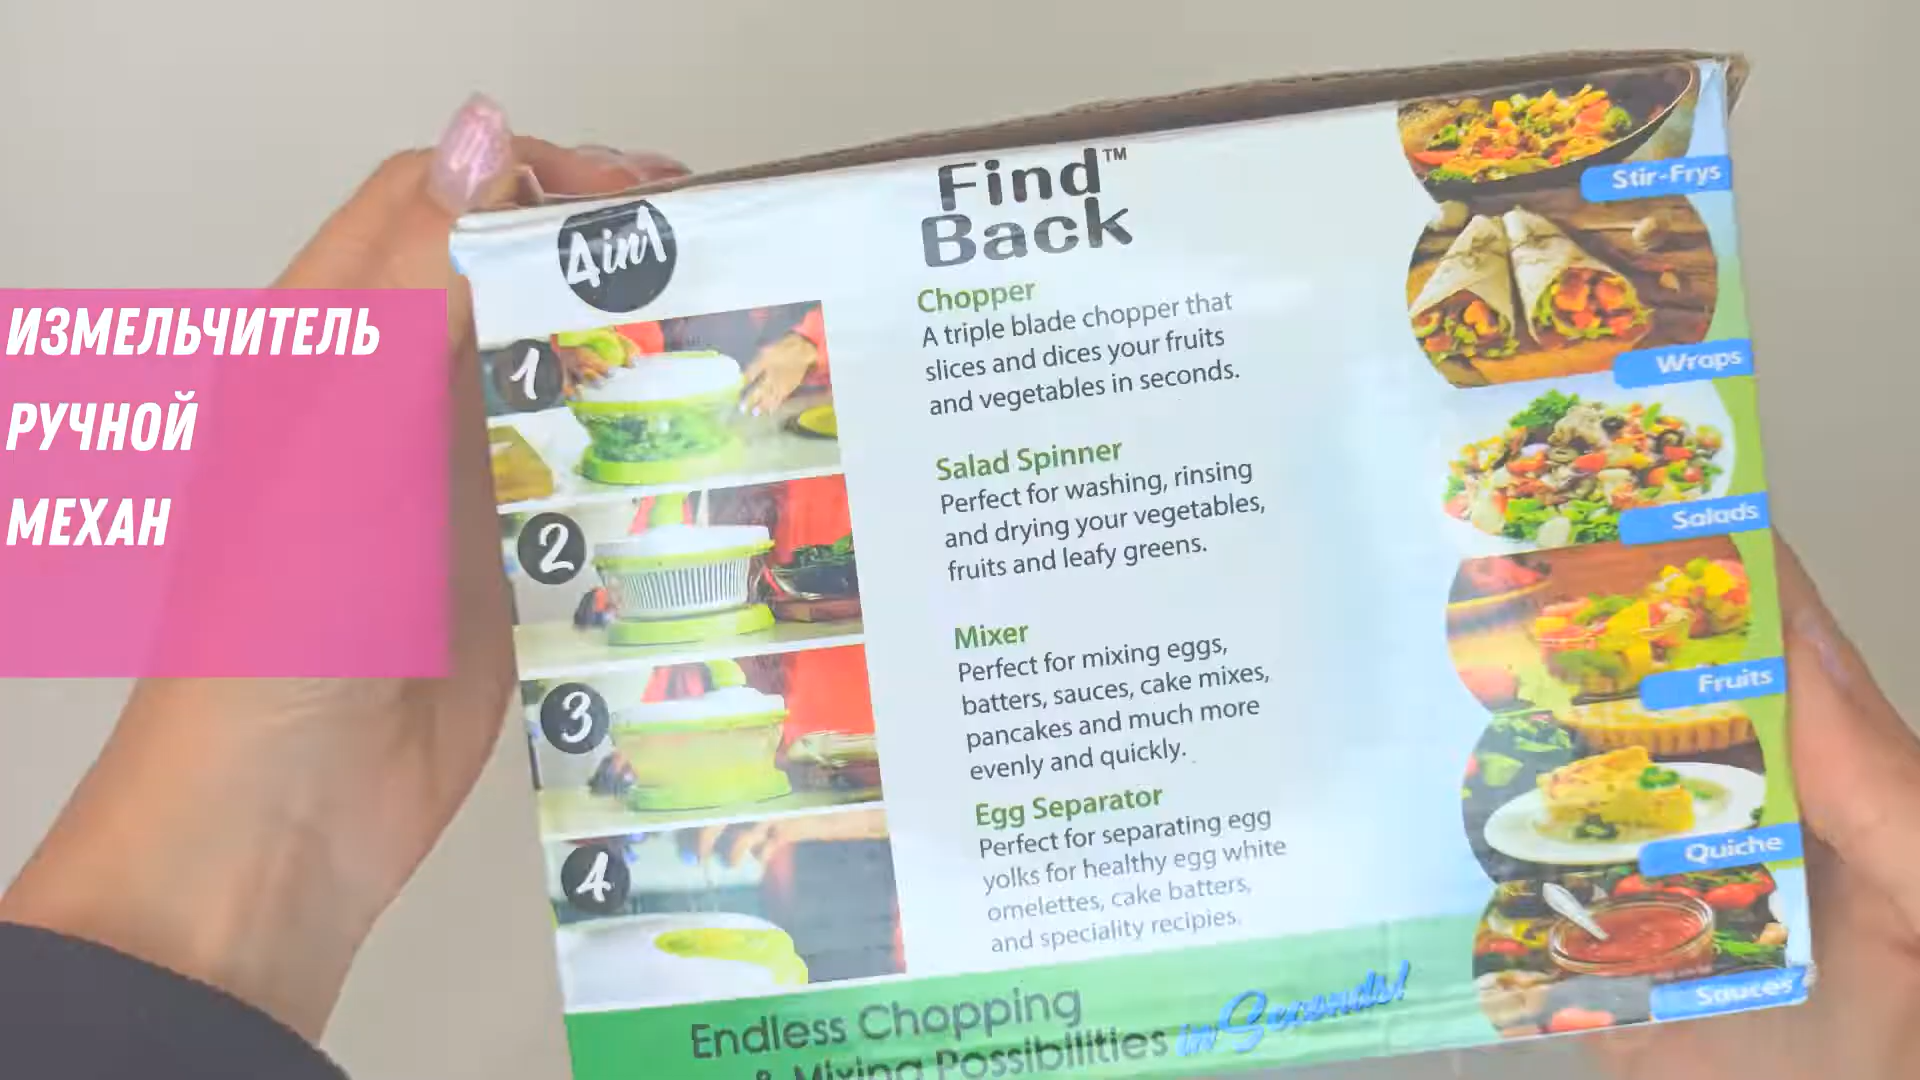 ИЗМЕЛЬЧИТЕЛЬ
РУЧНОЙ
МЕХАН
4in1
Find™
Back
1
2
3
4
Chopper
A triple blade chopper that
slices and dices your fruits
and vegetables in seconds.
Salad Spinner
Perfect for washing, rinsing
and drying your vegetables,
fruits and leafy greens.
Mixer
Perfect for mixing eggs,
batters, sauces, cake mixes,
pancakes and much more
evenly and quickly.
Egg Separator
Perfect for separating egg
yolks for healthy egg white
omelettes, cake batters,
and speciality recipies.
Stir-Frys
Wraps
Salads
Fruits
Quiche
Sauces
Endless Chopping
& Mixing Possibilities in Seconds!